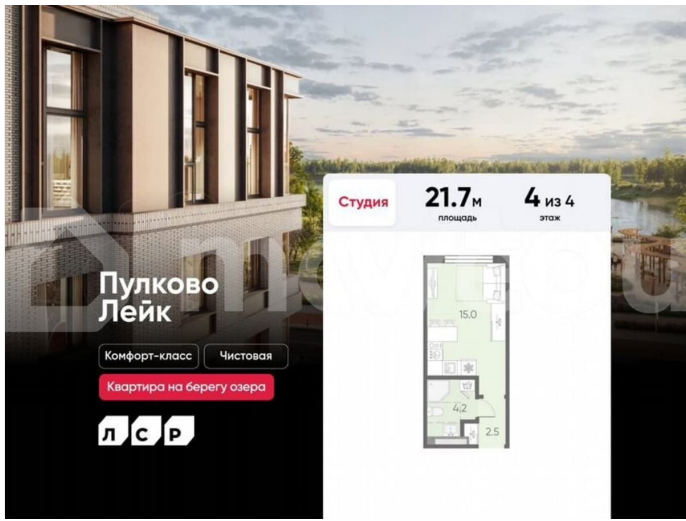 Студия
21.7 м
площадь
4 из 4
этаж
Пулково
Лейк
Комфорт-класс
Чистовая
Квартира на берегу озера
ЛСР
15.0
4.2
2.5